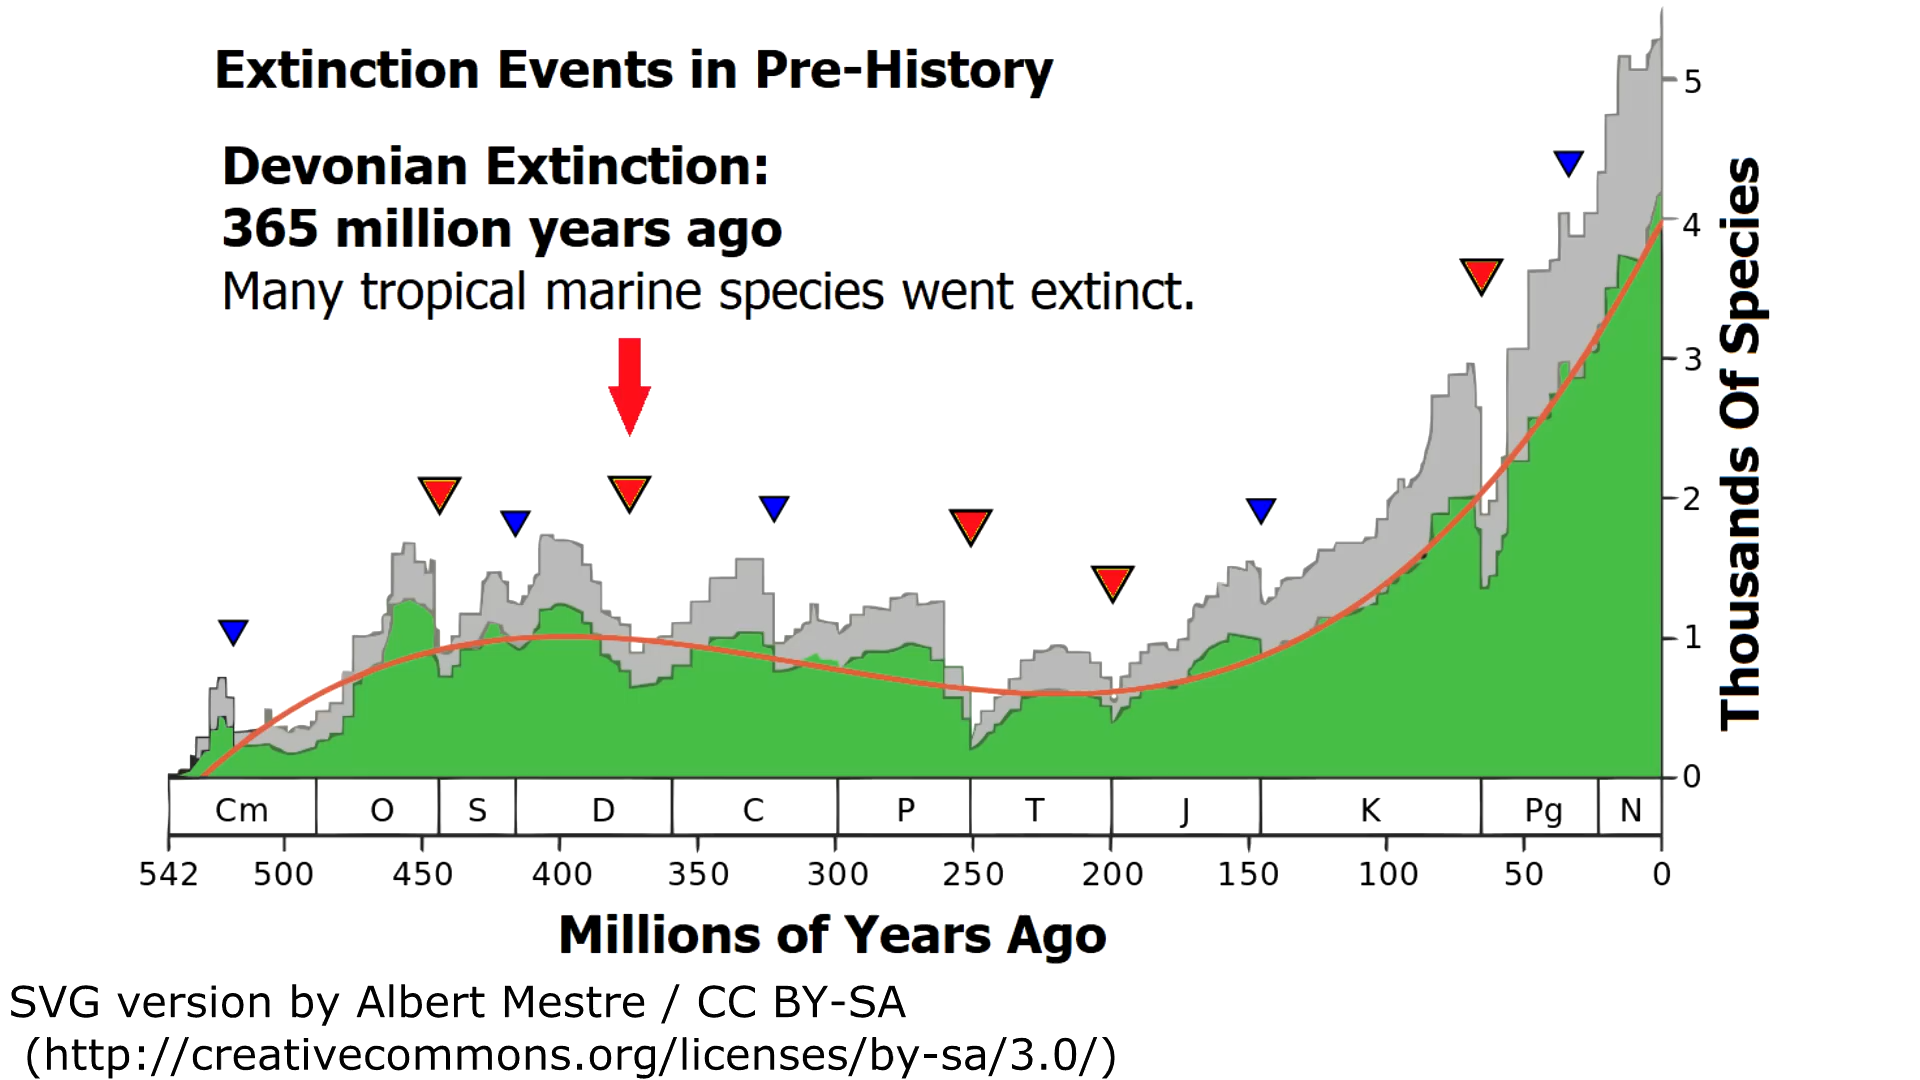 Extinction Events in Pre-History
Devonian Extinction:
365 million years ago
Many tropical marine species went extinct.
5
4
3
2
1
0
Thousands Of Species
Cm O S D C P T J K Pg N
542 500 450 400 350 300 250 200 150 100 50 0
Millions of Years Ago
SVG version by Albert Mestre / CC BY-SA
(http://creativecommons.org/licenses/by-sa/3.0/)